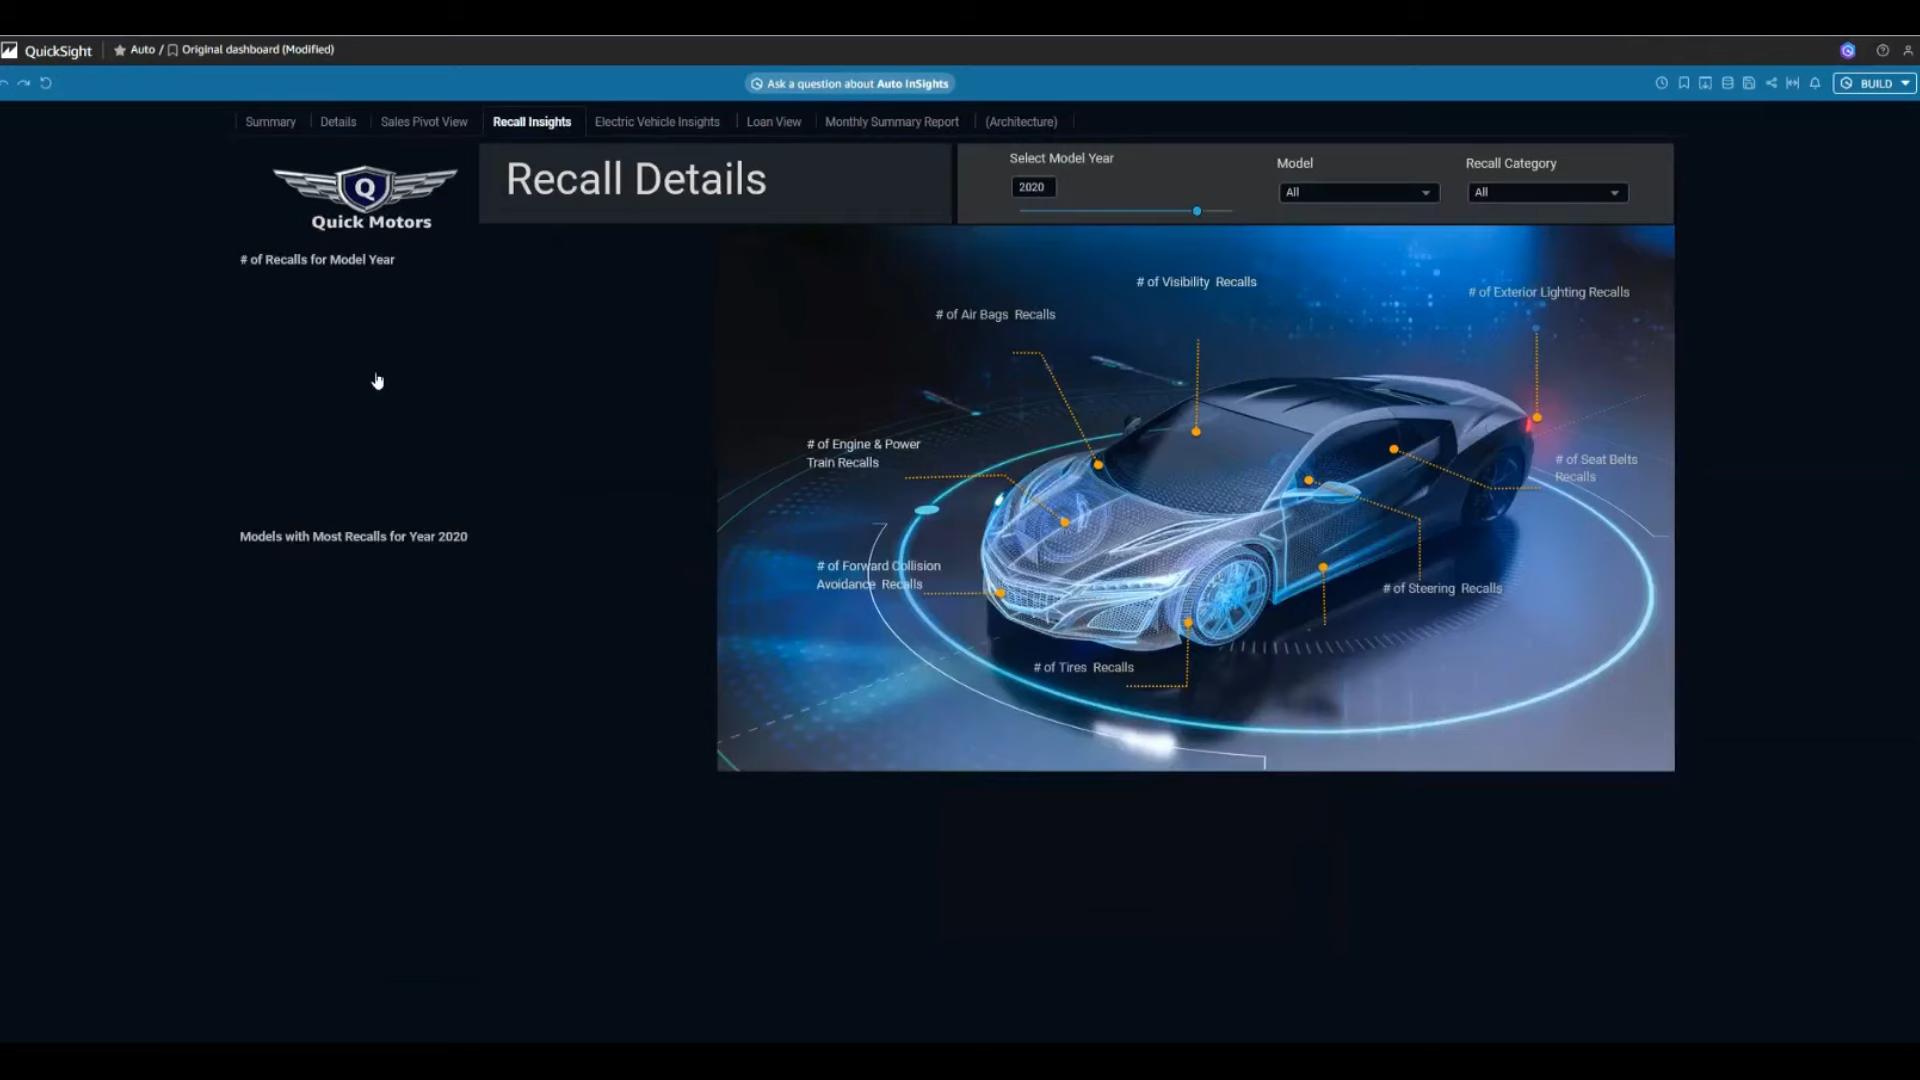 QuickSight
Auto / Original dashboard (Modified)
Ask a question about Auto InSights
BUILD
Summary
Details
Sales Pivot View
Recall Insights
Electric Vehicle Insights
Loan View
Monthly Summary Report
(Architecture)
Q
Quick Motors
Recall Details
Select Model Year
2020
Model
All
Recall Category
All
# of Recalls for Model Year
# of Visibility Recalls
# of Exterior Lighting Recalls
# of Air Bags Recalls
# of Engine & Power
Train Recalls
# of Seat Belts
Recalls
Models with Most Recalls for Year 2020
# of Forward Collision
Avoidance Recalls
# of Steering Recalls
# of Tires Recalls